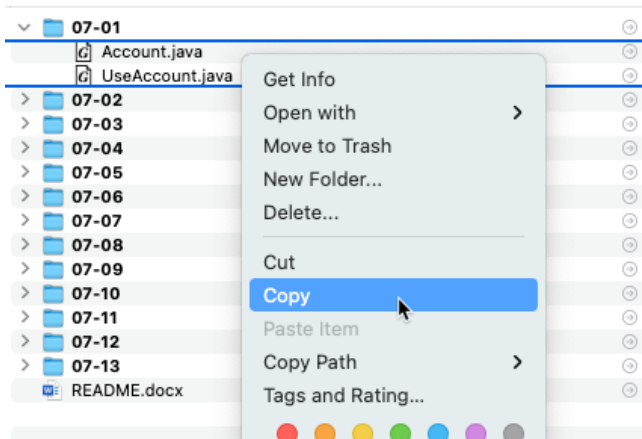 07-01
Account.java
UseAccount.java
07-02
07-03
07-04
07-05
07-06
07-07
07-08
07-09
07-10
07-11
07-12
07-13
README.docx
Get Info
Open with
Move to Trash
New Folder...
Delete...
Cut
Copy
Paste Item
Copy Path
Tags and Rating...